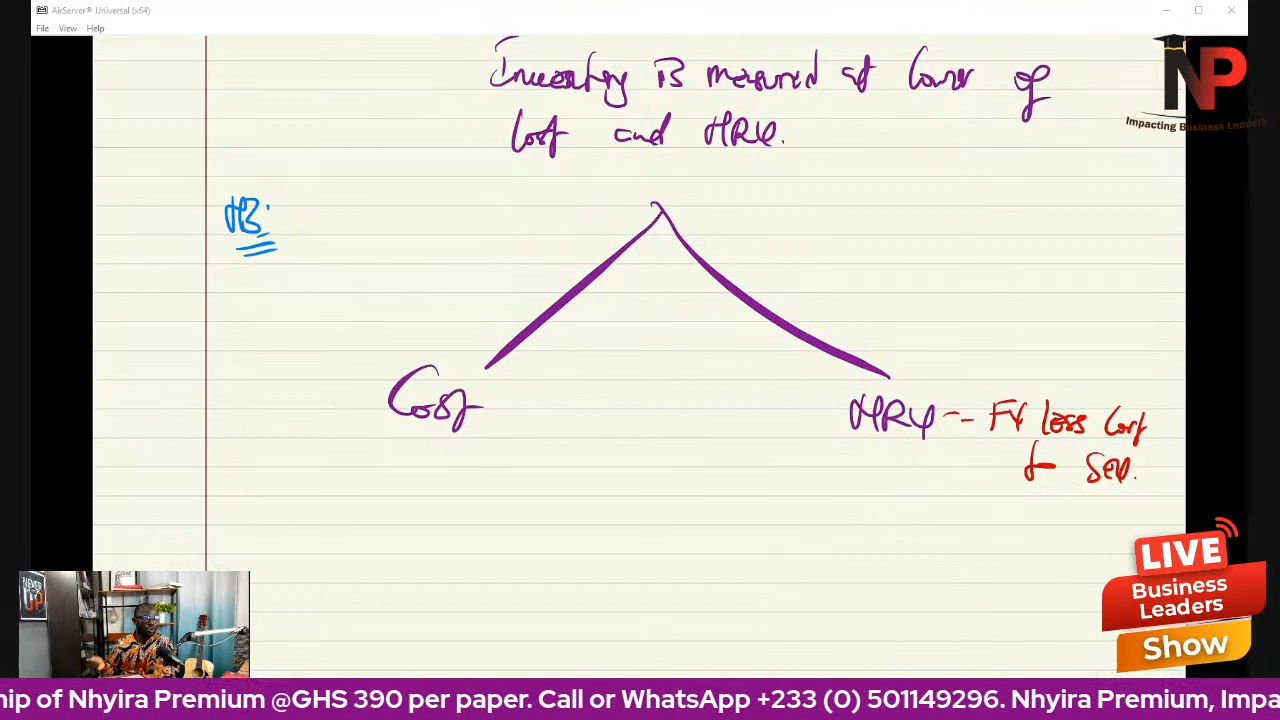 AirServer® Universal (x64)
File View Help
Inventory is measured at lower of
Cost and NRV.
NB:
Cost
NRV -- FV less Cost
to Sell.
NP
Impacting Business Leaders
NEVER
UP
LIVE
Business
Leaders
Show
hip of Nhyira Premium @GHS 390 per paper. Call or WhatsApp +233 (0) 501149296. Nhyira Premium, Impa